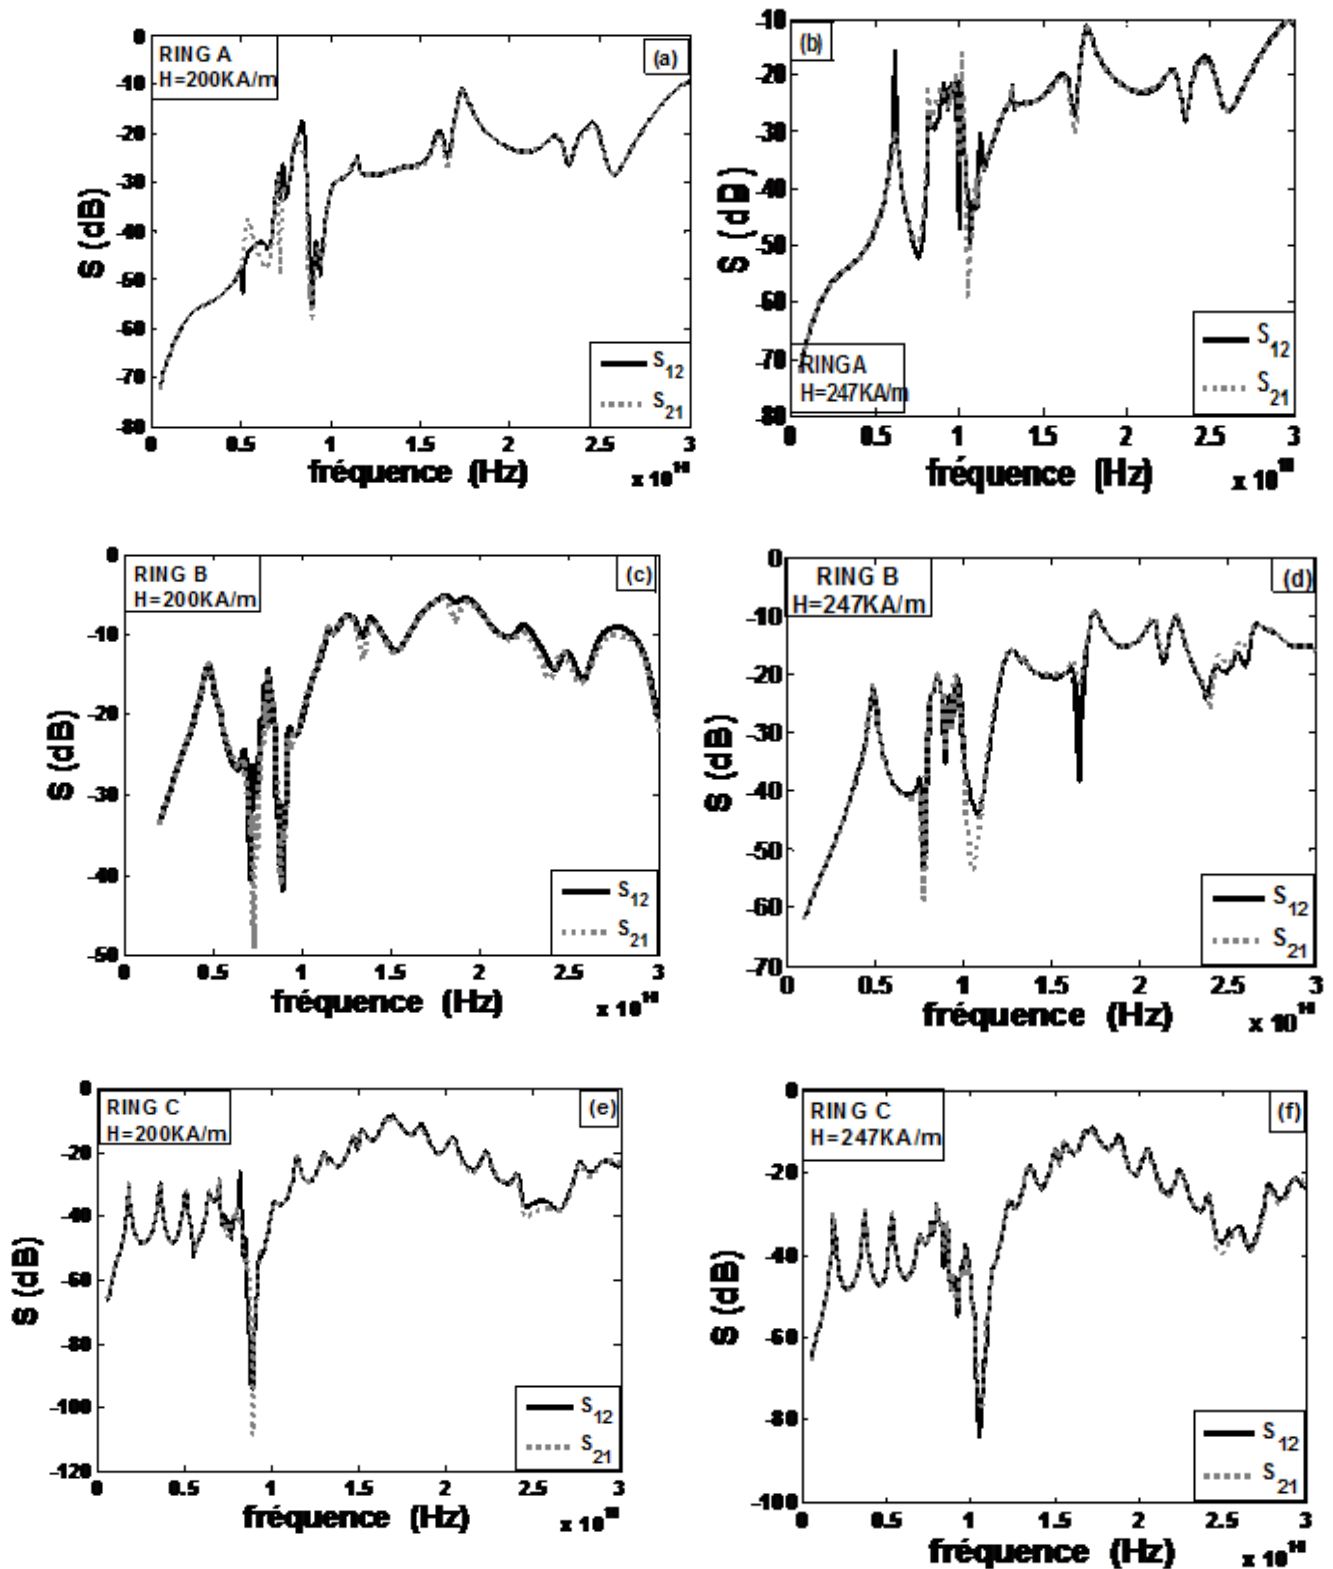 RING A
H=200KA/m
(a)
0
-10
-20
-30
-40
-50
-60
-70
-80
S (dB)
S12
S21
0 0.5 1 1.5 2 2.5 3
fréquence (Hz)
x 10
(b)
-10
-20
-30
-40
-50
-60
-70
-80
S (dB)
RINGA
H=247KA/m
S12
S21
0 0.5 1 1.5 2 2.5 3
fréquence (Hz)
x 10
RING B
H=200KA/m
(c)
0
-10
-20
-30
-40
-50
S (dB)
S12
S21
0 0.5 1 1.5 2 2.5 3
fréquence (Hz)
x 10
RING B
H=247KA/m
(d)
0
-10
-20
-30
-40
-50
-60
-70
S (dB)
S12
S21
0 0.5 1 1.5 2 2.5 3
fréquence (Hz)
x 10
RING C
H=200KA/m
(e)
0
-20
-40
-60
-80
-100
-120
S (dB)
S12
S21
0 0.5 1 1.5 2 2.5 3
fréquence (Hz)
x 10
RING C
H=247KA/m
(f)
0
-20
-40
-60
-80
-100
S (dB)
S12
S21
0 0.5 1 1.5 2 2.5 3
fréquence (Hz)
x 10